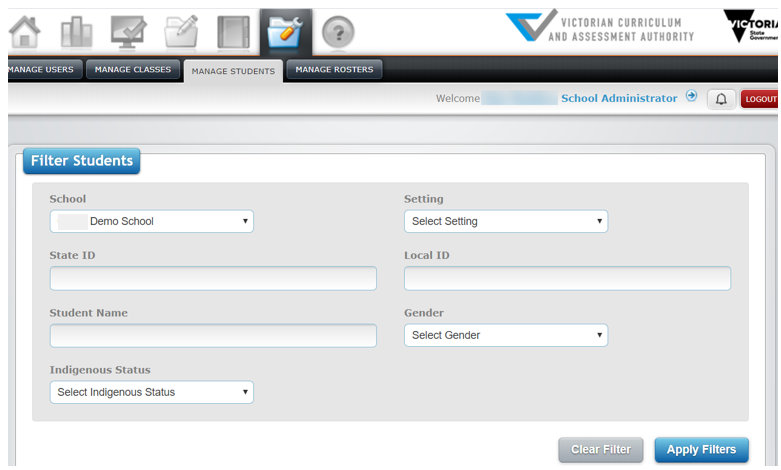 VICTORIAN CURRICULUM
AND ASSESSMENT AUTHORITY
VICTORIA
State
Government
MANAGE USERS
MANAGE CLASSES
MANAGE STUDENTS
MANAGE ROSTERS
Welcome
School Administrator
LOGOUT
Filter Students
School
Setting
Demo School
Select Setting
State ID
Local ID
Student Name
Gender
Select Gender
Indigenous Status
Select Indigenous Status
Clear Filter
Apply Filters